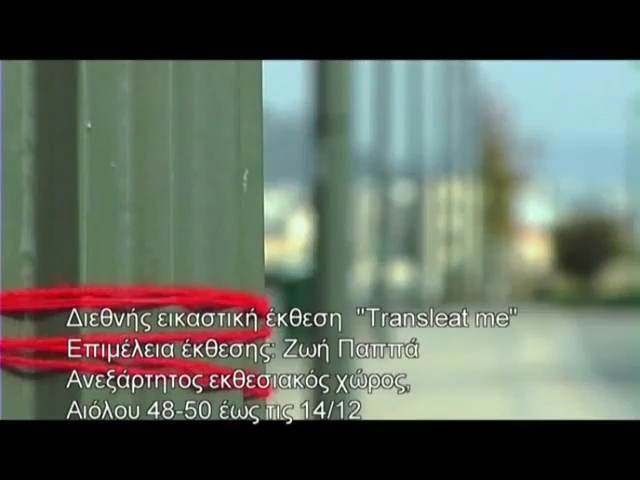 Διεθνής εικαστική έκθεση "Transleat me"
Επιμέλεια έκθεσης: Ζωή Παππά
Ανεξάρτητος εκθεσιακός χώρος,
Αιόλου 48-50 έως τις 14/12